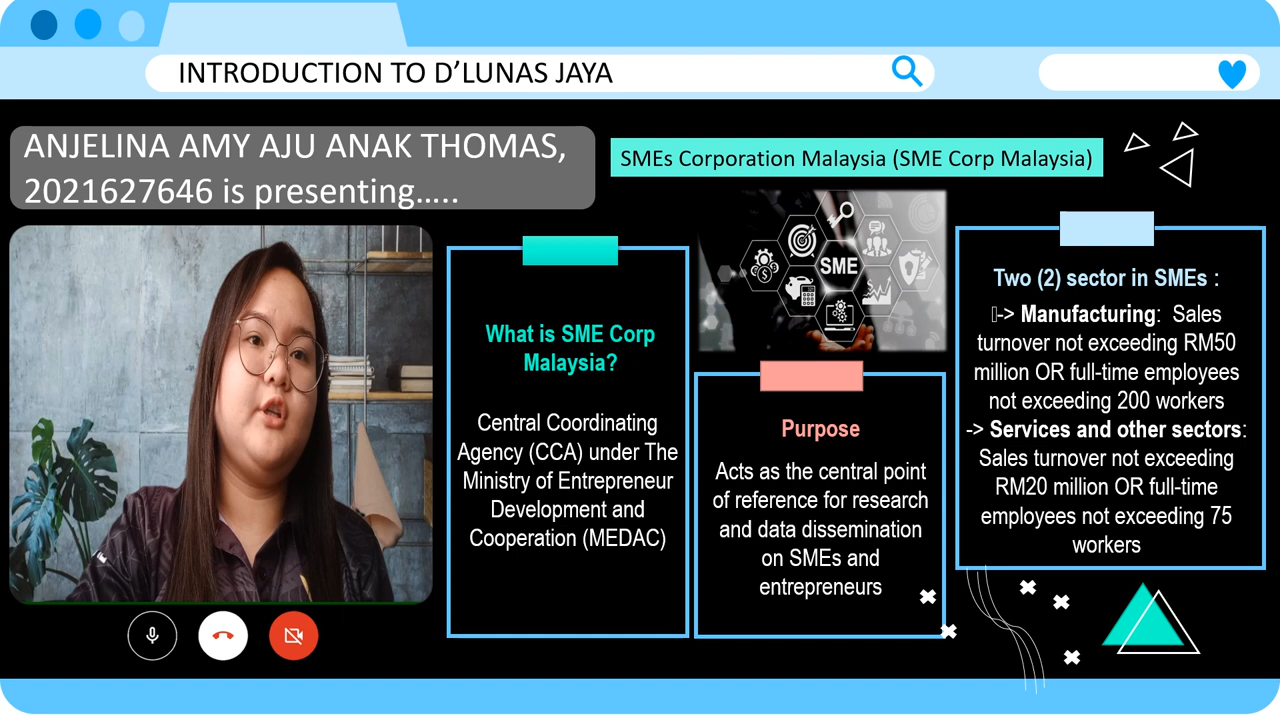 INTRODUCTION TO D’LUNAS JAYA
ANJELINA AMY AJU ANAK THOMAS,
2021627646 is presenting…..
SMEs Corporation Malaysia (SME Corp Malaysia)
SME
What is SME Corp
Malaysia?
Central Coordinating
Agency (CCA) under The
Ministry of Entrepreneur
Development and
Cooperation (MEDAC)
Purpose
Acts as the central point
of reference for research
and data dissemination
on SMEs and
entrepreneurs
Two (2) sector in SMEs :
-> Manufacturing: Sales
turnover not exceeding RM50
million OR full-time employees
not exceeding 200 workers
-> Services and other sectors:
Sales turnover not exceeding
RM20 million OR full-time
employees not exceeding 75
workers